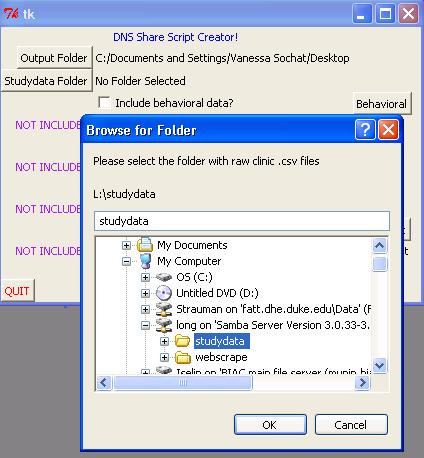 tk
DNS Share Script Creator!
Output Folder C:/Documents and Settings/Vanessa Sochat/Desktop
Studydata Folder No Folder Selected
Include behavioral data? Behavioral
NOT INCLUDE
NOT INCLUDE
NOT INCLUDE
NOT INCLUDE
QUIT
Browse for Folder
Please select the folder with raw clinic .csv files
L:\studydata
studydata
My Documents
My Computer
OS (C:)
Untitled DVD (D:)
Strauman on 'fatt.dhe.duke.edu\Data' (F
long on 'Samba Server Version 3.0.33-3.
studydata
webscrape
Iselin on 'BIAC main file server (munin.biac
OK Cancel